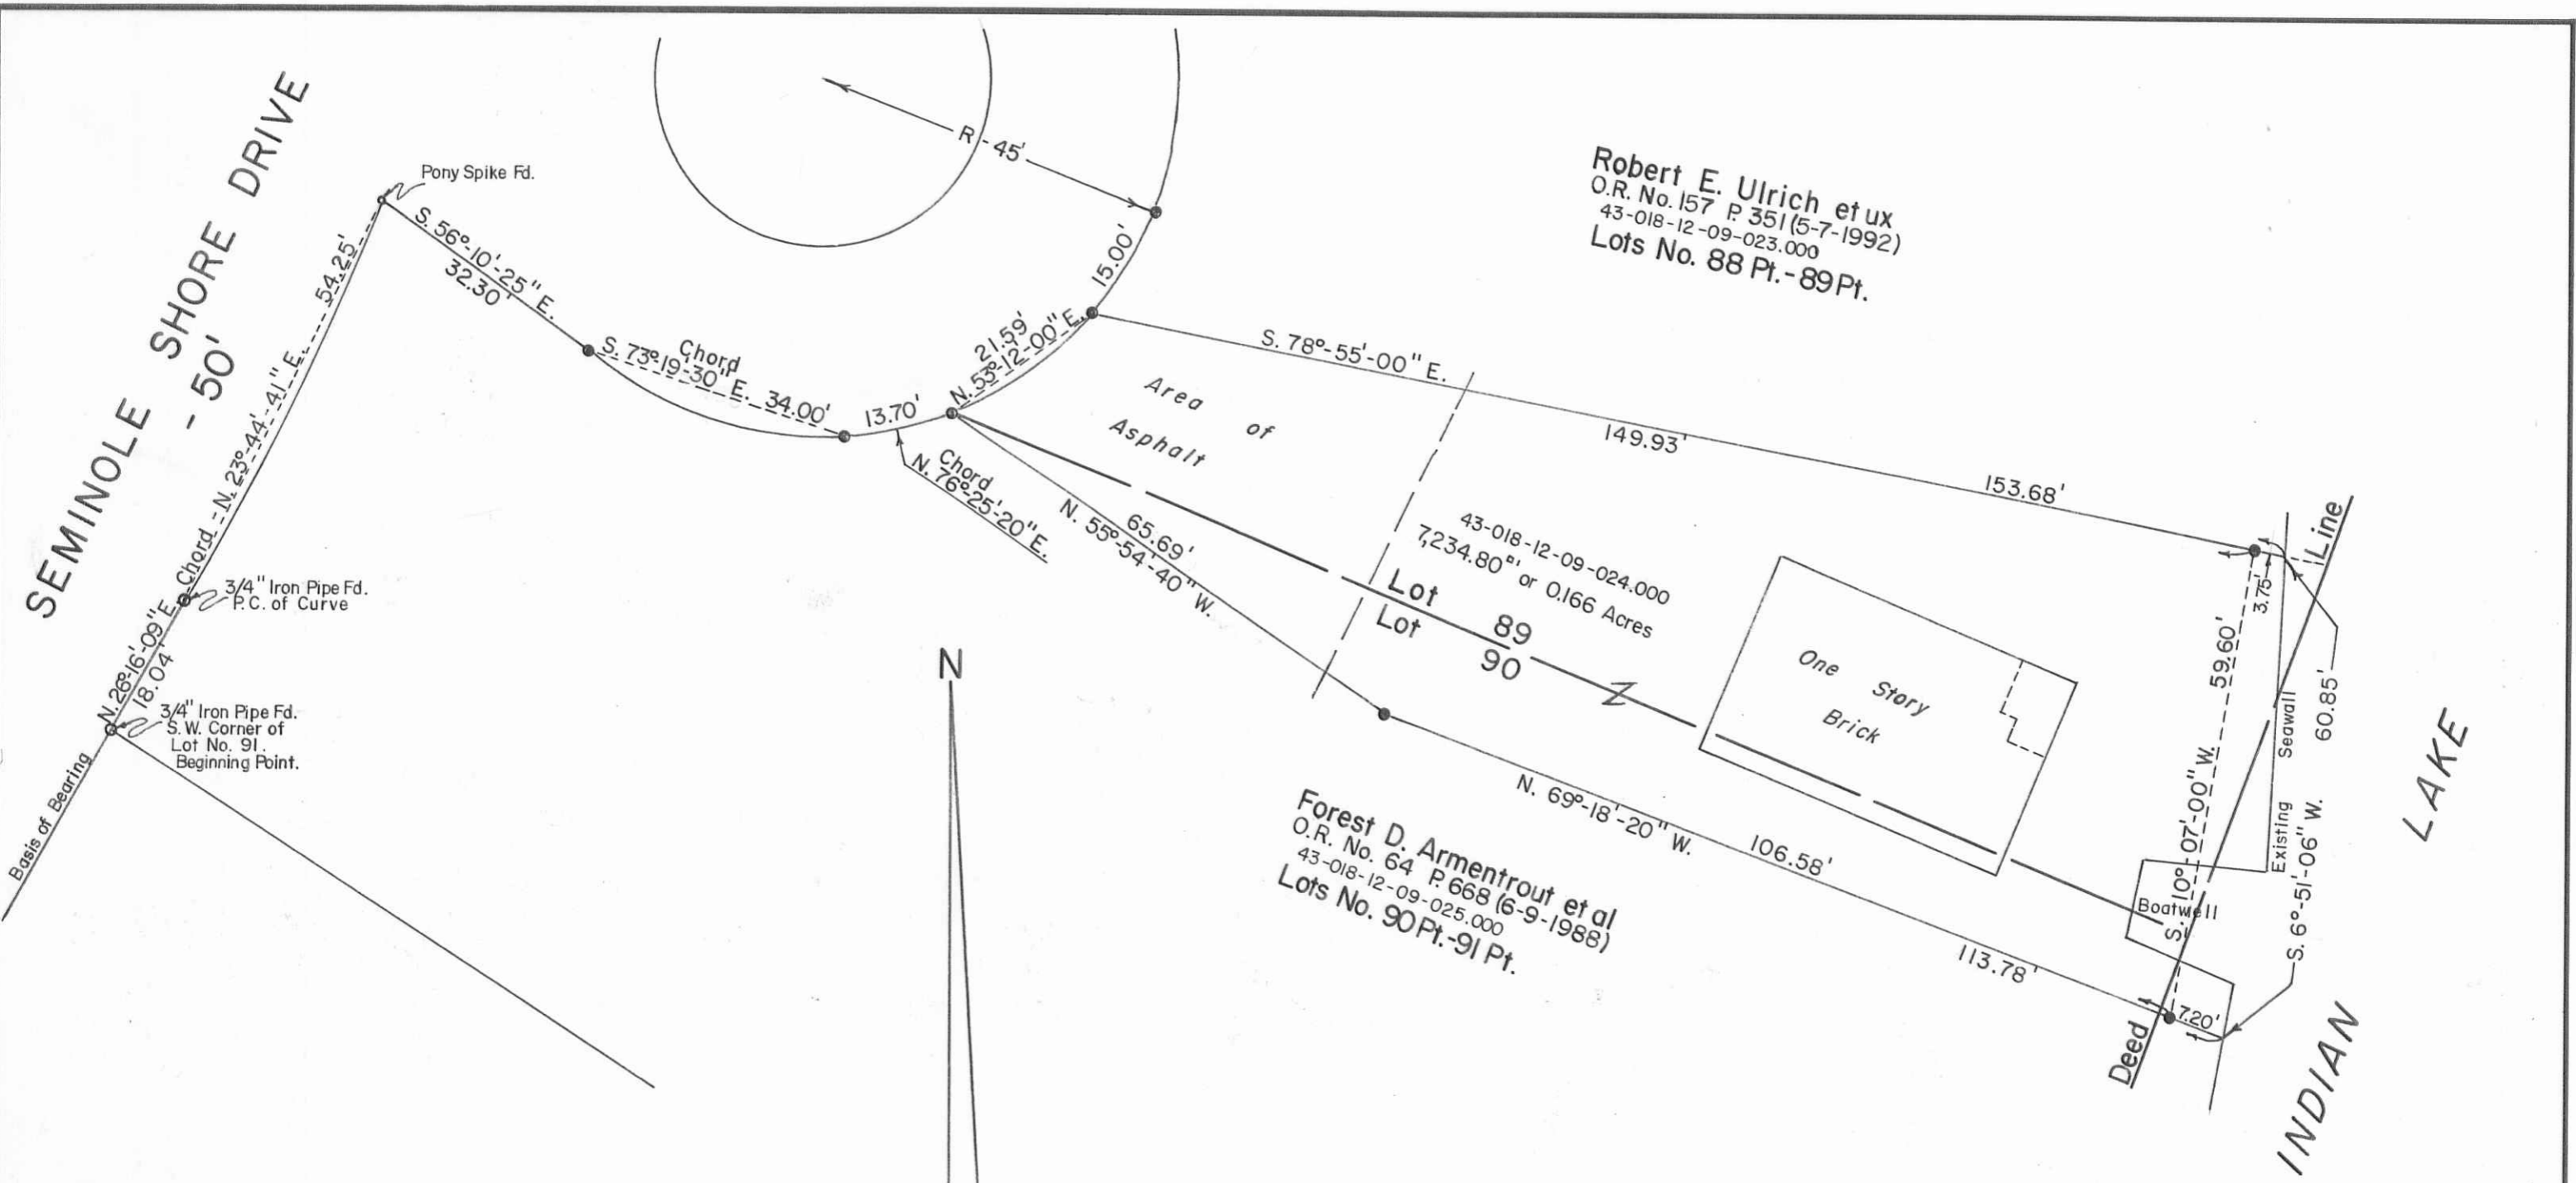 SEMINOLE SHORE DRIVE
- 50'
Pony Spike Fd.
S. 56°-10'-25" E.
32.30'
54.25'
Chord - N. 23°-44'-41" E.
3/4" Iron Pipe Fd.
P.C. of Curve
N. 26°-16'-09" E.
18.04'
3/4" Iron Pipe Fd.
S.W. Corner of
Lot No. 91.
Beginning Point.
Basis of Bearing
R - 45'
15.00'
Chord
S. 73°-19'-30" E. 34.00'
13.70'
Chord
N. 76°-25'-20" E.
21.59'
N. 53°-12'-00" E.
Robert E. Ulrich et ux
O.R. No. 157 P. 351 (5-7-1992)
43-018-12-09-023.000
Lots No. 88 Pt.-89 Pt.
S. 78°-55'-00" E.
149.93'
153.68'
Area
of
Asphalt
65.69'
N. 55°-54'-40" W.
43-018-12-09-024.000
7,234.80□' or 0.166 Acres
Lot 89
Lot 90
Z
One Story
Brick
N
N. 69°-18'-20" W.
106.58'
113.78'
Forest D. Armentrout et al
O.R. No. 64 P. 668 (6-9-1988)
43-018-12-09-025.000
Lots No. 90 Pt.-91 Pt.
Line
3.75'
59.60'
S. 10°-07'-00" W.
Existing Seawall
60.85'
S. 6°-51'-06" W.
Boatwell
7.20'
Deed
INDIAN LAKE